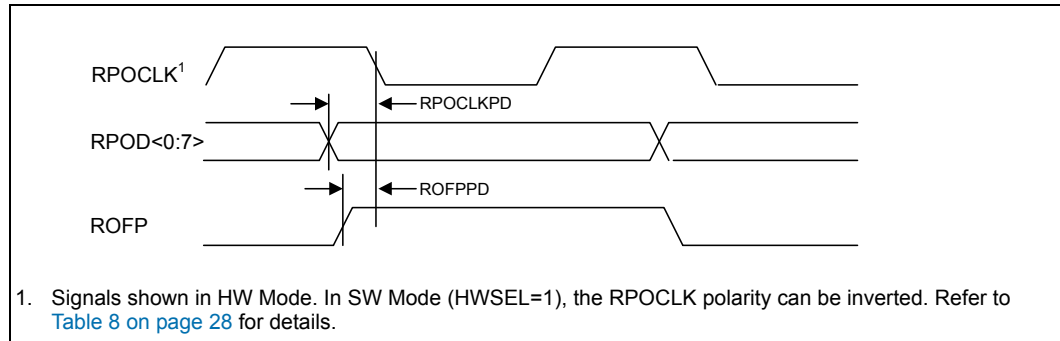 RPOCLK¹
RPOCLKPD
RPOD<0:7>
ROFPPD
ROFP
1. Signals shown in HW Mode. In SW Mode (HWSEL=1), the RPOCLK polarity can be inverted. Refer to
Table 8 on page 28 for details.